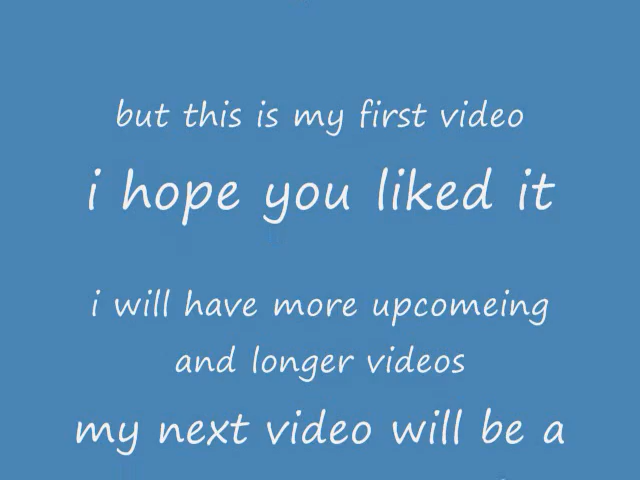 but this is my first video
i hope you liked it
i will have more upcomeing
and longer videos
my next video will be a